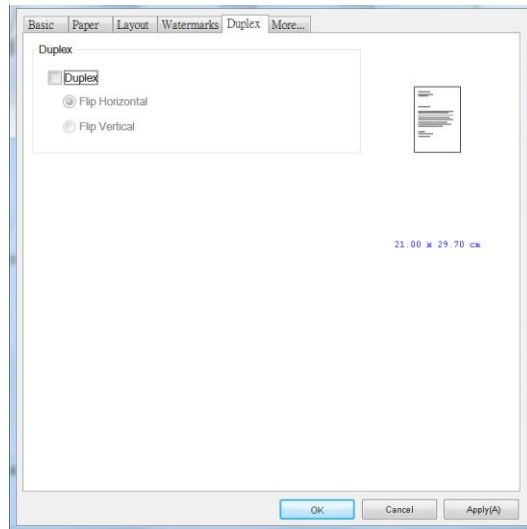 Basic Paper Layout Watermarks Duplex More...
Duplex
Duplex
Flip Horizontal
Flip Vertical
21.00 x 29.70 cm
OK Cancel Apply(A)